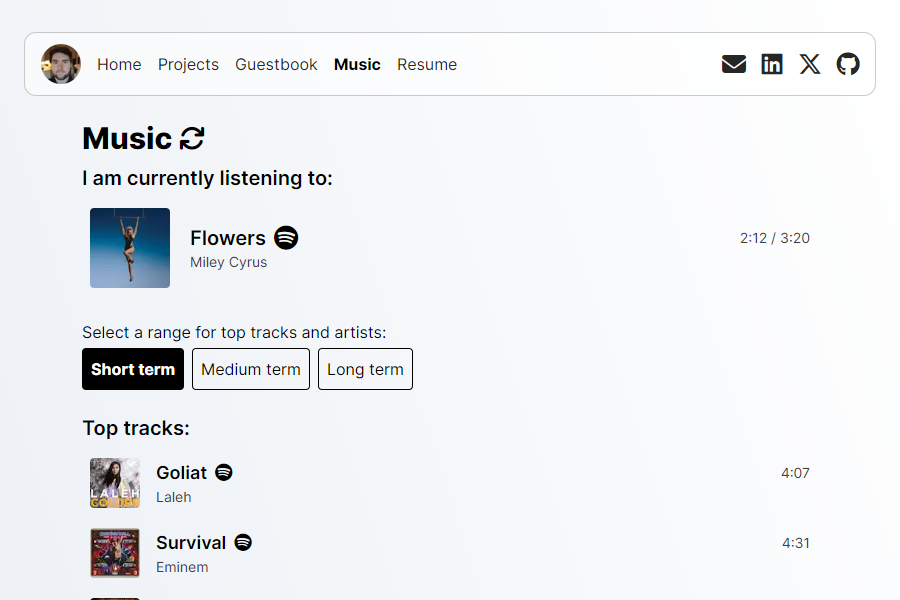 Home Projects Guestbook Music Resume
Music
I am currently listening to:
Flowers
2:12 / 3:20
Miley Cyrus
Select a range for top tracks and artists:
Short term Medium term Long term
Top tracks:
Goliat
4:07
Laleh
LALEH
Survival
4:31
Eminem